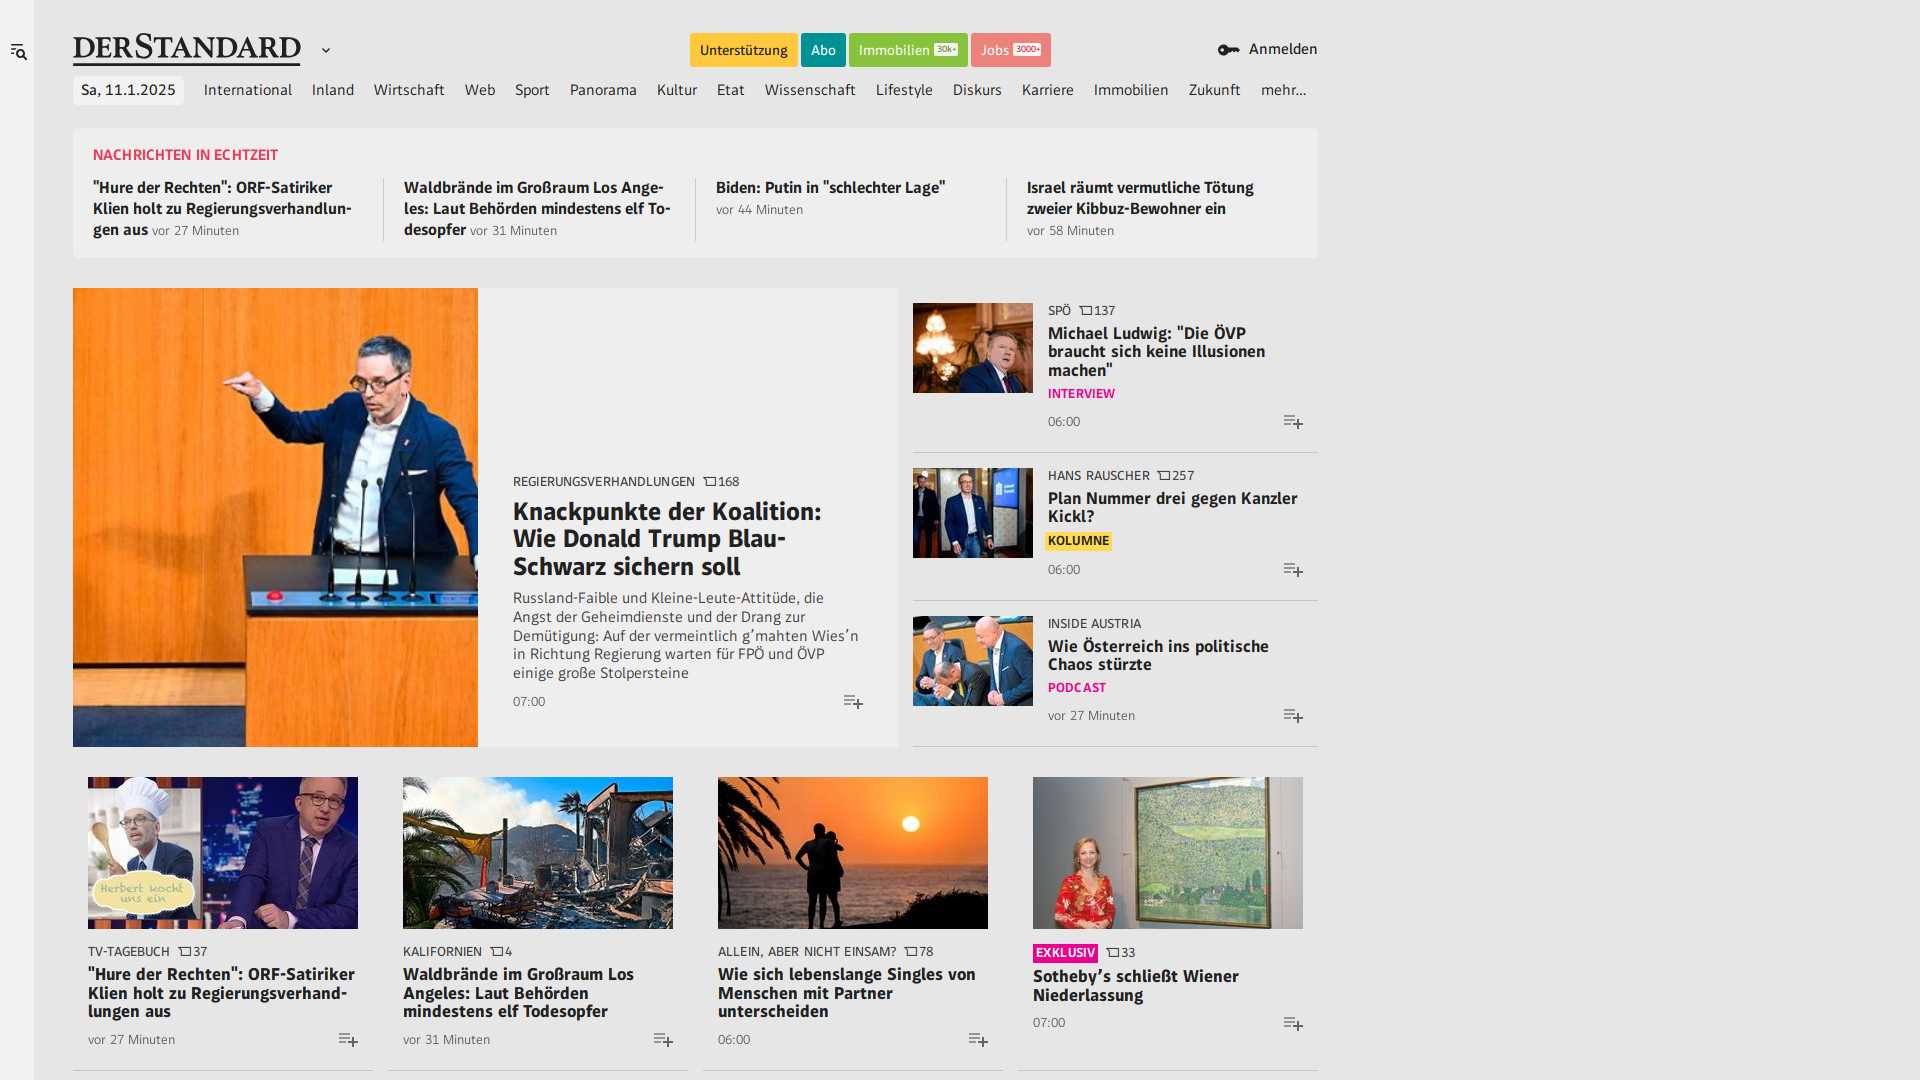 DERSTANDARD
Unterstützung
Abo
Immobilien 30k+
Jobs 3000+
Anmelden
Sa, 11.1.2025
International
Inland
Wirtschaft
Web
Sport
Panorama
Kultur
Etat
Wissenschaft
Lifestyle
Diskurs
Karriere
Immobilien
Zukunft
mehr...
NACHRICHTEN IN ECHTZEIT
"Hure der Rechten": ORF-Satiriker
Klien holt zu Regierungsverhandlun-
gen aus vor 27 Minuten
Waldbrände im Großraum Los Ange-
les: Laut Behörden mindestens elf To-
desopfer vor 31 Minuten
Biden: Putin in "schlechter Lage"
vor 44 Minuten
Israel räumt vermutliche Tötung
zweier Kibbuz-Bewohner ein
vor 58 Minuten
REGIERUNGSVERHANDLUNGEN 168
Knackpunkte der Koalition:
Wie Donald Trump Blau-
Schwarz sichern soll
Russland-Faible und Kleine-Leute-Attitüde, die
Angst der Geheimdienste und der Drang zur
Demütigung: Auf der vermeintlich g’mahten Wies’n
in Richtung Regierung warten für FPÖ und ÖVP
einige große Stolpersteine
07:00
SPÖ 137
Michael Ludwig: "Die ÖVP
braucht sich keine Illusionen
machen"
INTERVIEW
06:00
HANS RAUSCHER 257
Plan Nummer drei gegen Kanzler
Kickl?
KOLUMNE
06:00
INSIDE AUSTRIA
Wie Österreich ins politische
Chaos stürzte
PODCAST
vor 27 Minuten
Herbert kocht
uns ein
TV-TAGEBUCH 37
"Hure der Rechten": ORF-Satiriker
Klien holt zu Regierungsverhand-
lungen aus
vor 27 Minuten
KALIFORNIEN 4
Waldbrände im Großraum Los
Angeles: Laut Behörden
mindestens elf Todesopfer
vor 31 Minuten
ALLEIN, ABER NICHT EINSAM? 78
Wie sich lebenslange Singles von
Menschen mit Partner
unterscheiden
06:00
EXKLUSIV 33
Sotheby’s schließt Wiener
Niederlassung
07:00